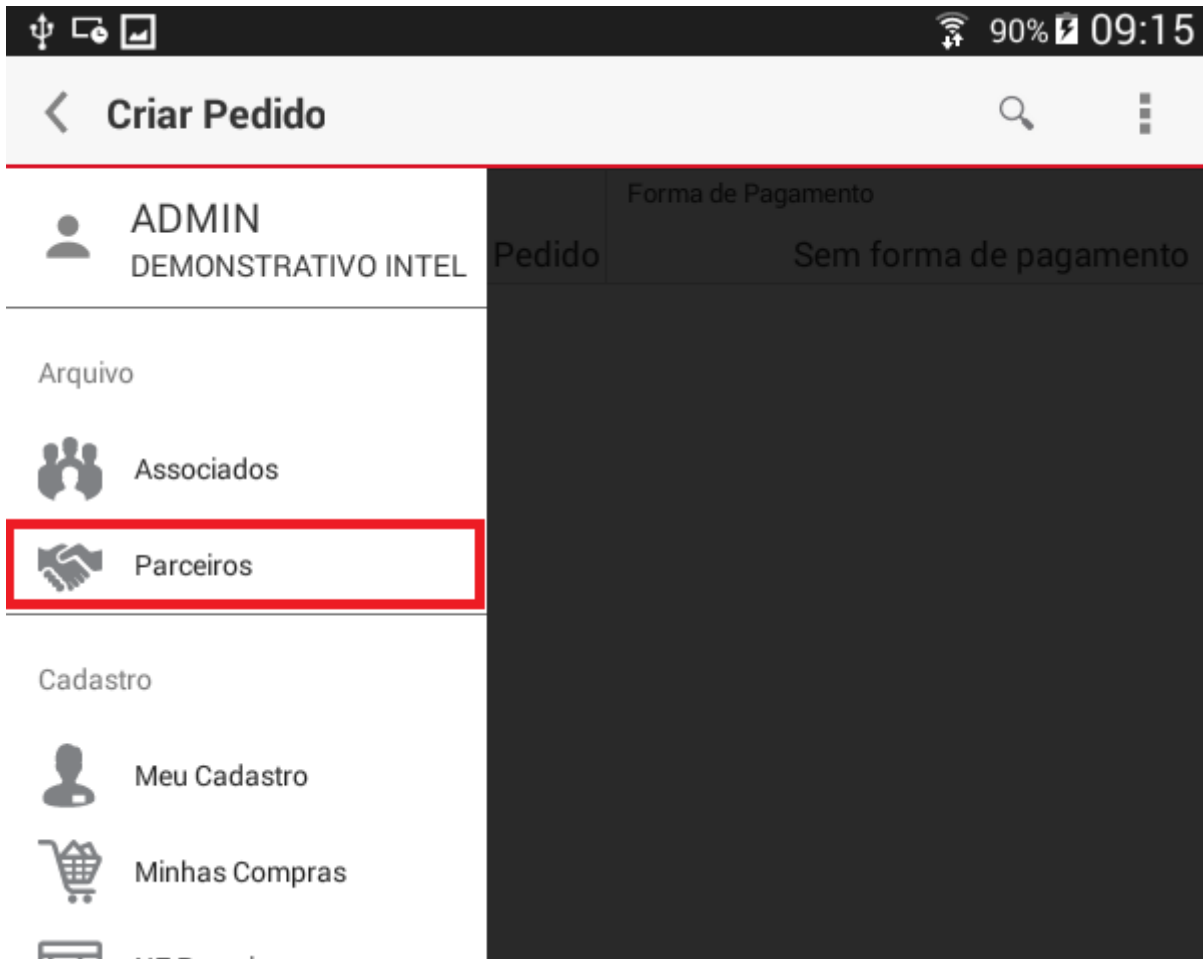 90% 09:15
Criar Pedido
ADMIN
DEMONSTRATIVO INTEL
Pedido
Forma de Pagamento
Sem forma de pagamento
Arquivo
Associados
Parceiros
Cadastro
Meu Cadastro
Minhas Compras